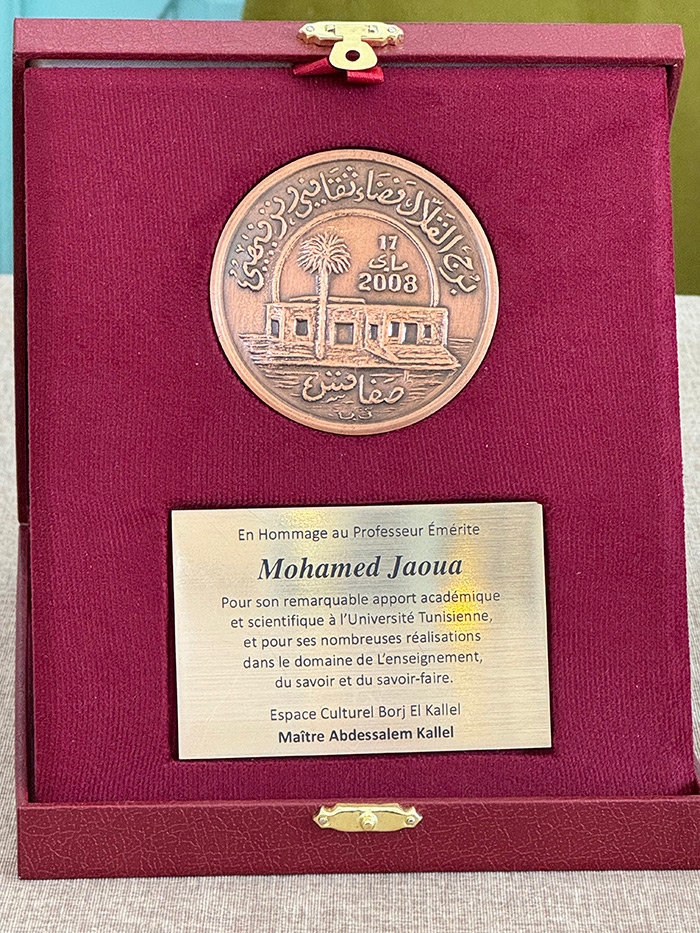 برج القلال فضاء ثقافي وترفيهي
17
ماي
2008
صفاقس
En Hommage au Professeur Émérite
Mohamed Jaoua
Pour son remarquable apport académique
et scientifique à l'Université Tunisienne,
et pour ses nombreuses réalisations
dans le domaine de L'enseignement,
du savoir et du savoir-faire.
Espace Culturel Borj El Kallel
Maître Abdessalem Kallel